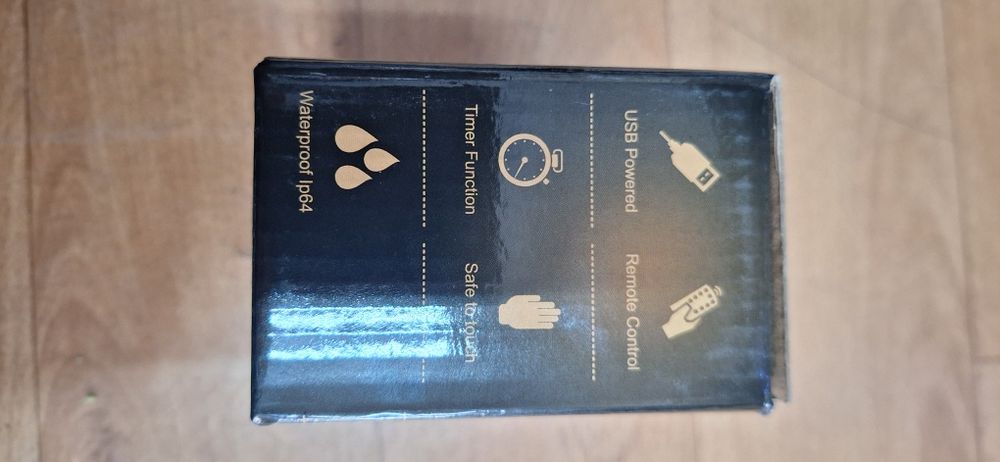 USB Powered
Remote Control
Timer Function
Safe to touch
Waterproof Ip64